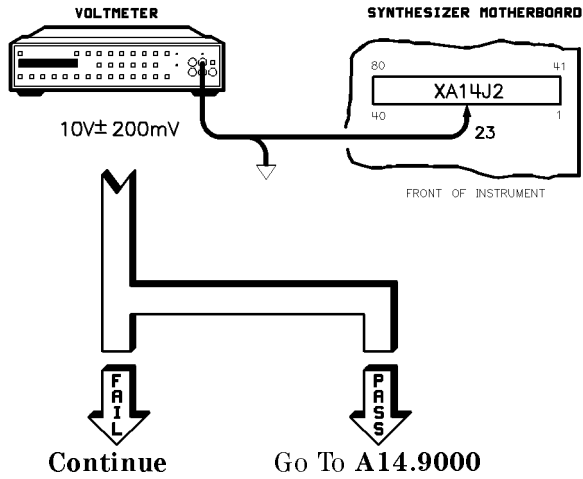 VOLTMETER
SYNTHESIZER MOTHERBOARD
80 41
XA14J2
40 1
10V± 200mV
23
FRONT OF INSTRUMENT
FAIL
PASS
Continue
Go To A14.9000